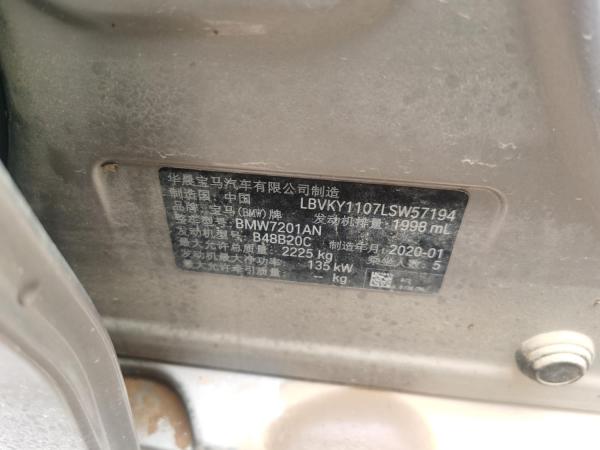 华晨宝马汽车有限公司制造
制造国：中国 LBVKY1107LSW57194
品牌：宝马(BMW)牌 发动机排量：1998 mL
整车型号：BMW7201AN
发动机型号：B48B20C 制造年月：2020-01
最大允许总质量：2225 kg 乘坐人数：5
发动机最大净功率：135 kW
最大允许牵引质量：-- kg